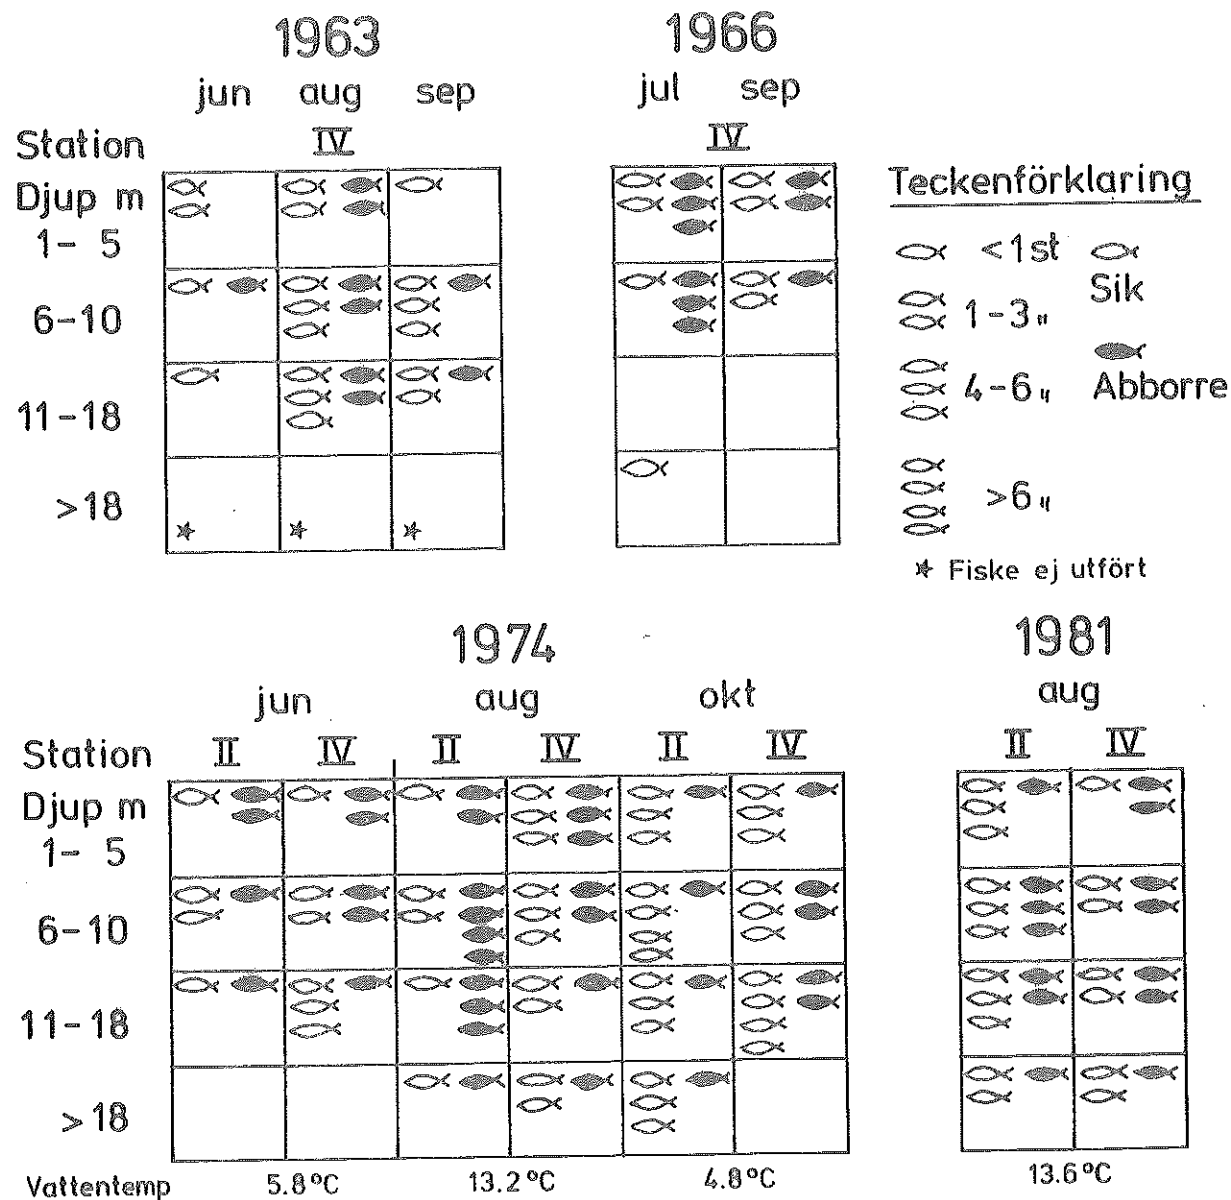 1963
jun aug sep
Station IV
Djup m
1- 5
6-10
11-18
>18
* * *
1966
jul sep
IV
Teckenförklaring
<1st
Sik
1-3 "
4-6 "
Abborre
>6 "
* Fiske ej utfört
1974
jun aug okt
Station II IV II IV II IV
Djup m
1- 5
6-10
11-18
>18
Vattentemp 5.8°C 13.2°C 4.8°C
1981
aug
II IV
13.6°C